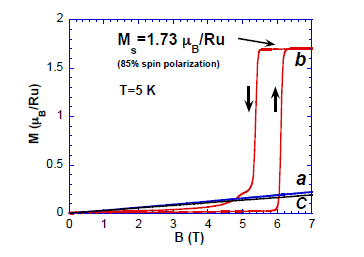 2
Mₛ=1.73 μ_B/Ru
(85% spin polarization)
b
1.5
T=5 K
1
M (μ_B/Ru)
0.5
a
c
0
0 1 2 3 4 5 6 7
B (T)